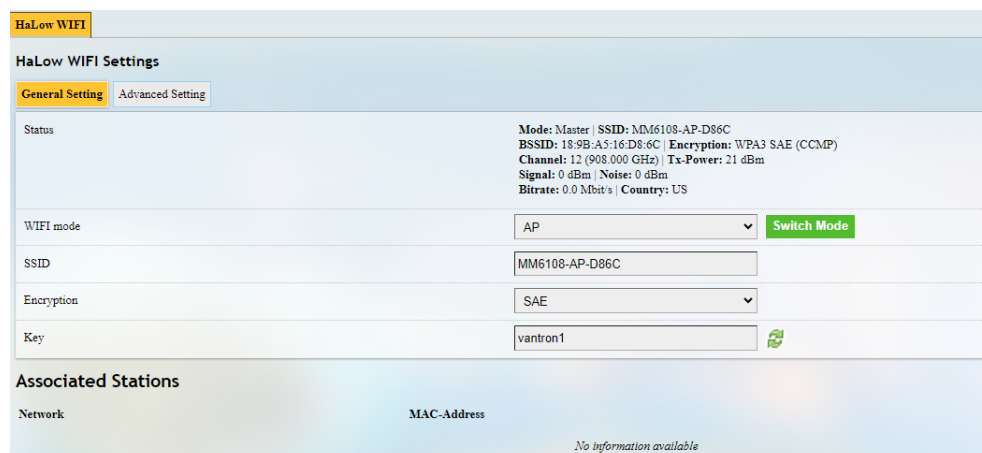 HaLow WIFI
HaLow WIFI Settings
General Setting Advanced Setting
Status
Mode: Master | SSID: MM6108-AP-D86C
BSSID: 18:9B:A5:16:D8:6C | Encryption: WPA3 SAE (CCMP)
Channel: 12 (908.000 GHz) | Tx-Power: 21 dBm
Signal: 0 dBm | Noise: 0 dBm
Bitrate: 0.0 Mbit/s | Country: US
WIFI mode AP Switch Mode
SSID MM6108-AP-D86C
Encryption SAE
Key vantron1
Associated Stations
Network MAC-Address
No information available